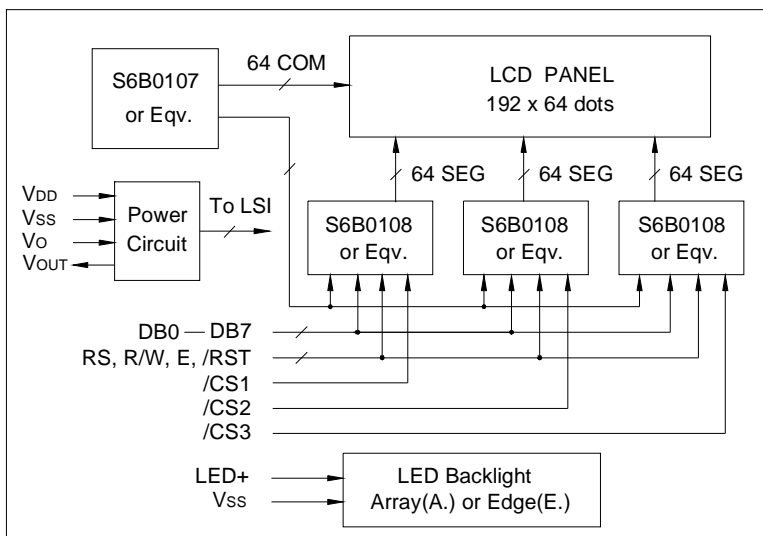 S6B0107
or Eqv.
64 COM
LCD PANEL
192 x 64 dots
64 SEG
64 SEG
64 SEG
VDD
VSS
VO
VOUT
Power
Circuit
To LSI
S6B0108
or Eqv.
S6B0108
or Eqv.
S6B0108
or Eqv.
DB0 — DB7
RS, R/W, E, /RST
/CS1
/CS2
/CS3
LED+
VSS
LED Backlight
Array(A.) or Edge(E.)